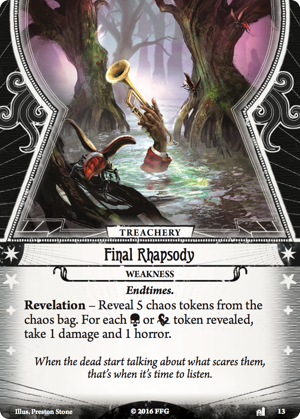 TREACHERY
Final Rhapsody
WEAKNESS
Endtimes.
Revelation – Reveal 5 chaos tokens from the
chaos bag. For each or token revealed,
take 1 damage and 1 horror.
When the dead start talking about what scares them,
that's when it's time to listen.
Illus. Preston Stone
© 2016 FFG
13